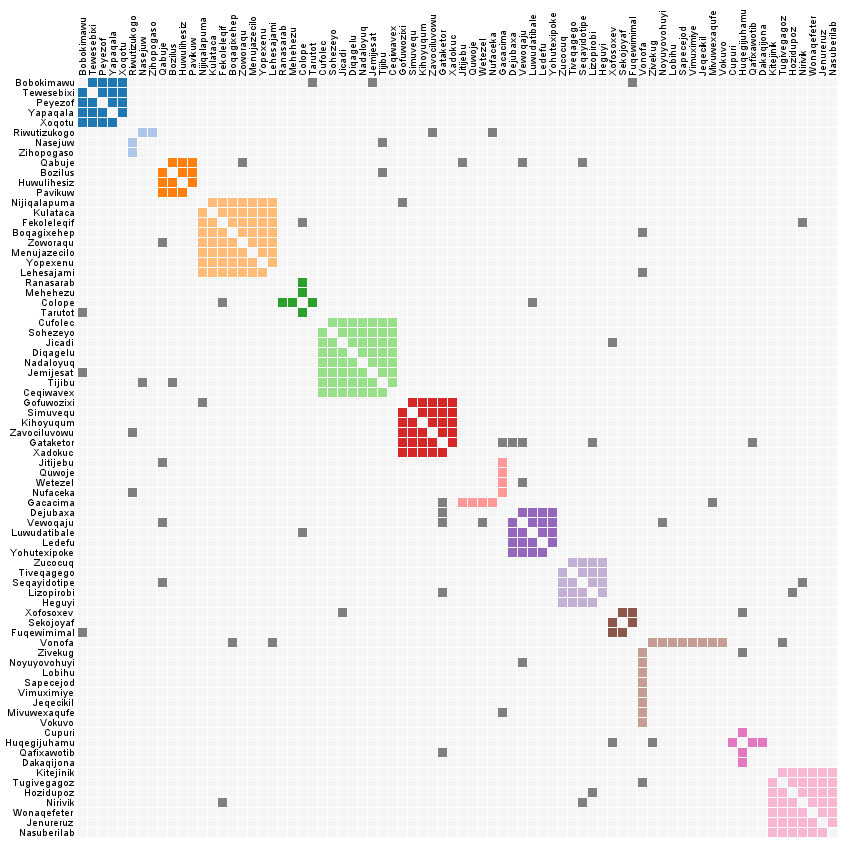 Bobokimawu
Tewesebixi
Peyezof
Yapaqala
Xoqotu
Riwutizukogo
Nasejuw
Zihopogaso
Qabuje
Bozilus
Huwulihesiz
Pavikuw
Nijiqalapuma
Kulataca
Fekoleleqif
Boqagixehep
Zoworaqu
Menujazecilo
Yopexenu
Lehesajami
Ranasarab
Mehehezu
Colope
Tarutot
Cufolec
Sohezeyo
Jicadi
Diqagelu
Nadaloyuq
Jemijesat
Tijibu
Ceqiwavex
Gofuwozixi
Simuvequ
Kihoyuqum
Zavociluvowu
Gataketor
Xadokuc
Jitijebu
Quwoje
Wetezel
Nufaceka
Gacacima
Dejubaxa
Vewoqaju
Luwudatibale
Ledefu
Yohutexipoke
Zucocuq
Tiveqagego
Seqayidotipe
Lizopirobi
Heguyi
Xofosoxev
Sekojoyaf
Fuqewimimal
Vonofa
Zivekug
Noyuyovohuyi
Lobihu
Sapecejod
Vimuximiye
Jeqecikil
Mivuwexaqufe
Vokuvo
Cupuri
Huqegijuhamu
Qafixawotib
Dakaqijona
Kitejinik
Tugivegagoz
Hozidupoz
Nirivik
Wonaqefeter
Jenureruz
Nasuberilab
Bobokimawu
Tewesebixi
Peyezof
Yapaqala
Xoqotu
Riwutizukogo
Nasejuw
Zihopogaso
Qabuje
Bozilus
Huwulihesiz
Pavikuw
Nijiqalapuma
Kulataca
Fekoleleqif
Boqagixehep
Zoworaqu
Menujazecilo
Yopexenu
Lehesajami
Ranasarab
Mehehezu
Colope
Tarutot
Cufolec
Sohezeyo
Jicadi
Diqagelu
Nadaloyuq
Jemijesat
Tijibu
Ceqiwavex
Gofuwozixi
Simuvequ
Kihoyuqum
Zavociluvowu
Gataketor
Xadokuc
Jitijebu
Quwoje
Wetezel
Nufaceka
Gacacima
Dejubaxa
Vewoqaju
Luwudatibale
Ledefu
Yohutexipoke
Zucocuq
Tiveqagego
Seqayidotipe
Lizopirobi
Heguyi
Xofosoxev
Sekojoyaf
Fuqewimimal
Vonofa
Zivekug
Noyuyovohuyi
Lobihu
Sapecejod
Vimuximiye
Jeqecikil
Mivuwexaqufe
Vokuvo
Cupuri
Huqegijuhamu
Qafixawotib
Dakaqijona
Kitejinik
Tugivegagoz
Hozidupoz
Nirivik
Wonaqefeter
Jenureruz
Nasuberilab